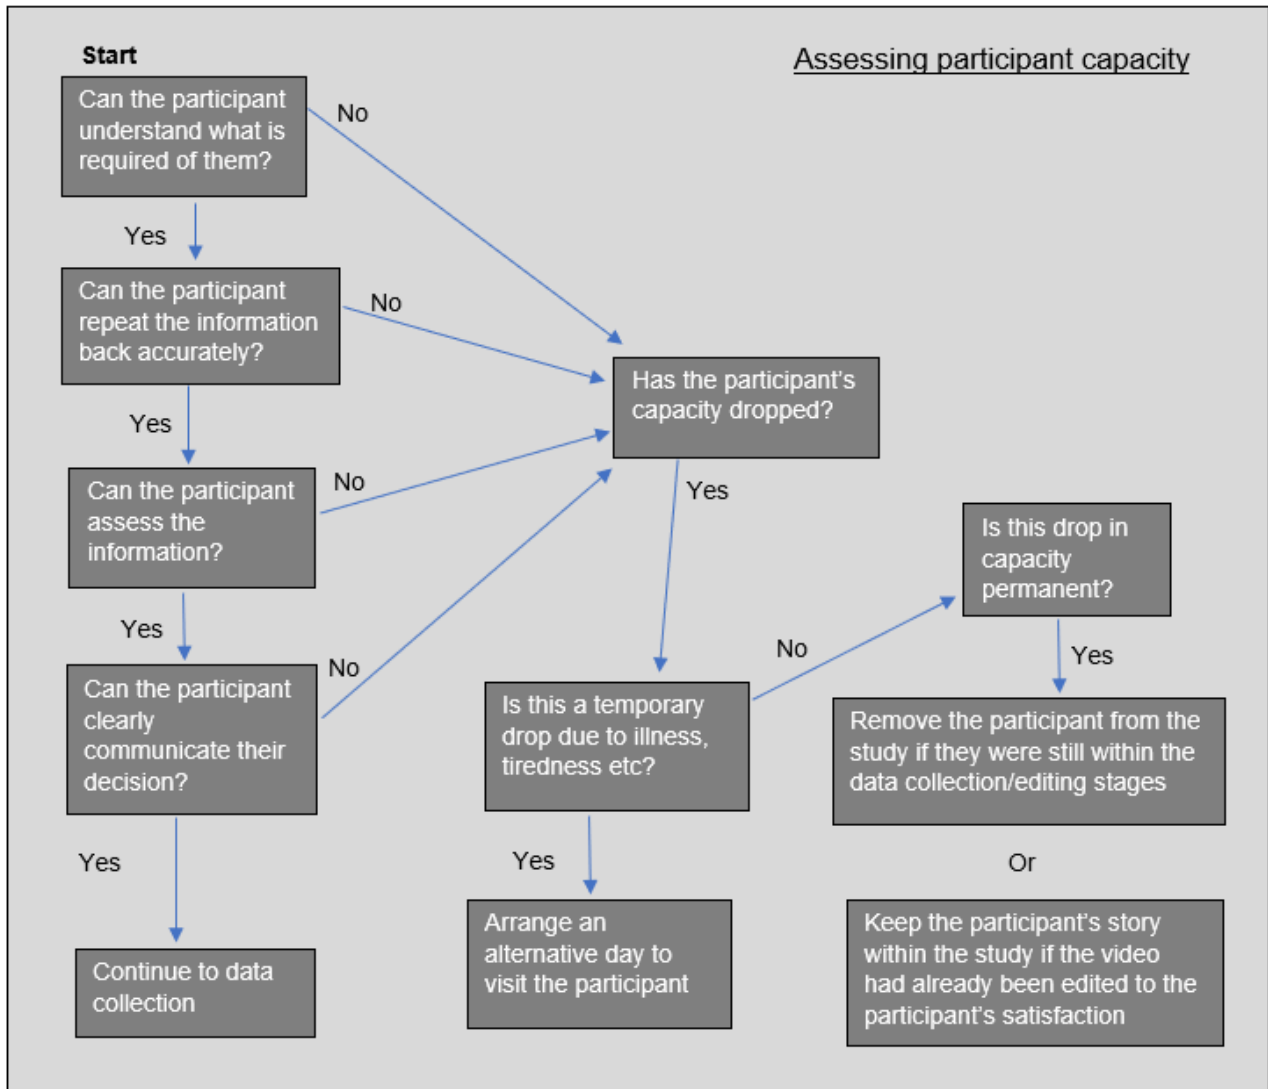 Start
Assessing participant capacity
Can the participant
understand what is
required of them?
No
Yes
Can the participant
repeat the information
back accurately?
No
Has the participant's
capacity dropped?
Yes
Can the participant
assess the
information?
No
Yes
Is this drop in
capacity
permanent?
Yes
Can the participant
clearly
communicate their
decision?
No
Is this a temporary
drop due to illness,
tiredness etc?
No
Yes
Remove the participant from the
study if they were still within the
data collection/editing stages
Yes
Yes
Or
Continue to data
collection
Arrange an
alternative day to
visit the participant
Keep the participant's story
within the study if the video
had already been edited to the
participant's satisfaction